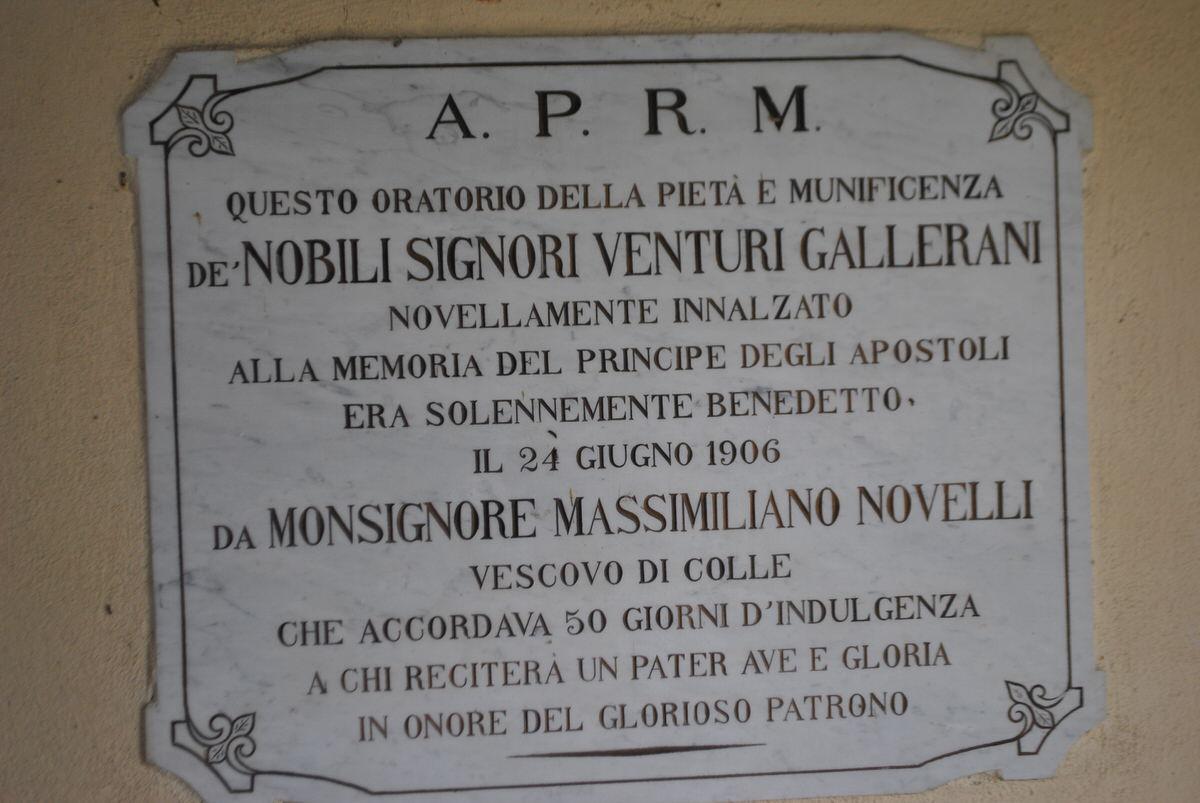 A. P. R. M.
QUESTO ORATORIO DELLA PIETÀ E MUNIFICENZA
DE' NOBILI SIGNORI VENTURI GALLERANI
NOVELLAMENTE INNALZATO
ALLA MEMORIA DEL PRINCIPE DEGLI APOSTOLI
ERA SOLENNEMENTE BENEDETTO,
IL 24 GIUGNO 1906
DA MONSIGNORE MASSIMILIANO NOVELLI
VESCOVO DI COLLE
CHE ACCORDAVA 50 GIORNI D'INDULGENZA
A CHI RECITERÀ UN PATER AVE E GLORIA
IN ONORE DEL GLORIOSO PATRONO